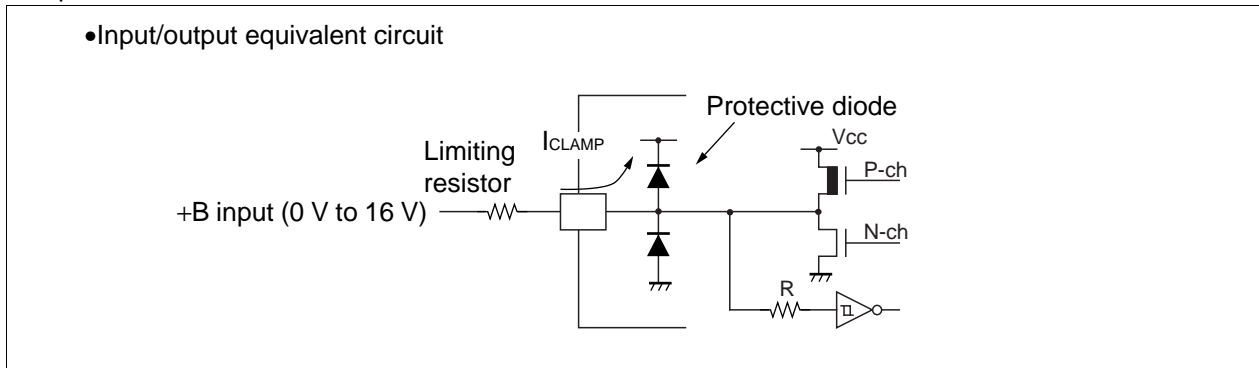 •Input/output equivalent circuit
Protective diode
ICLAMP
Vcc
Limiting
resistor
P-ch
+B input (0 V to 16 V)
N-ch
R